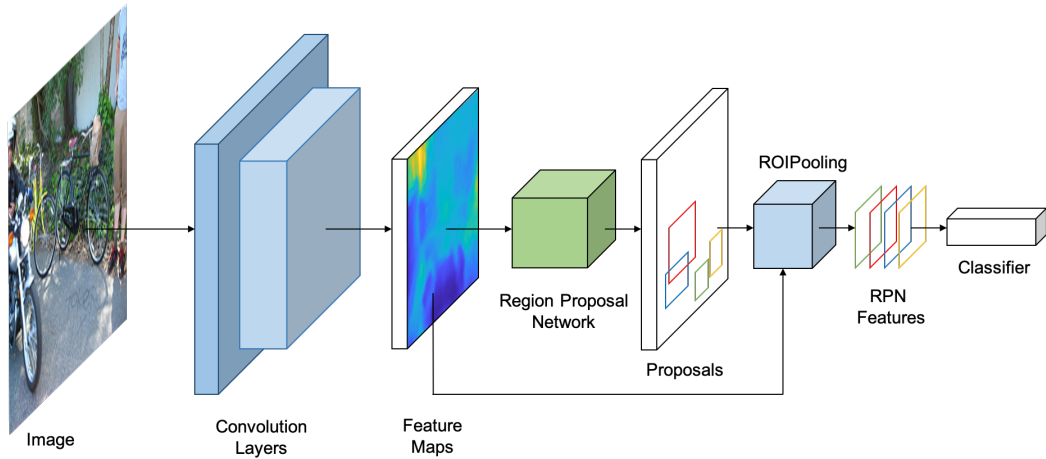 Image
Convolution
Layers
Feature
Maps
Region Proposal
Network
Proposals
ROIPooling
RPN
Features
Classifier